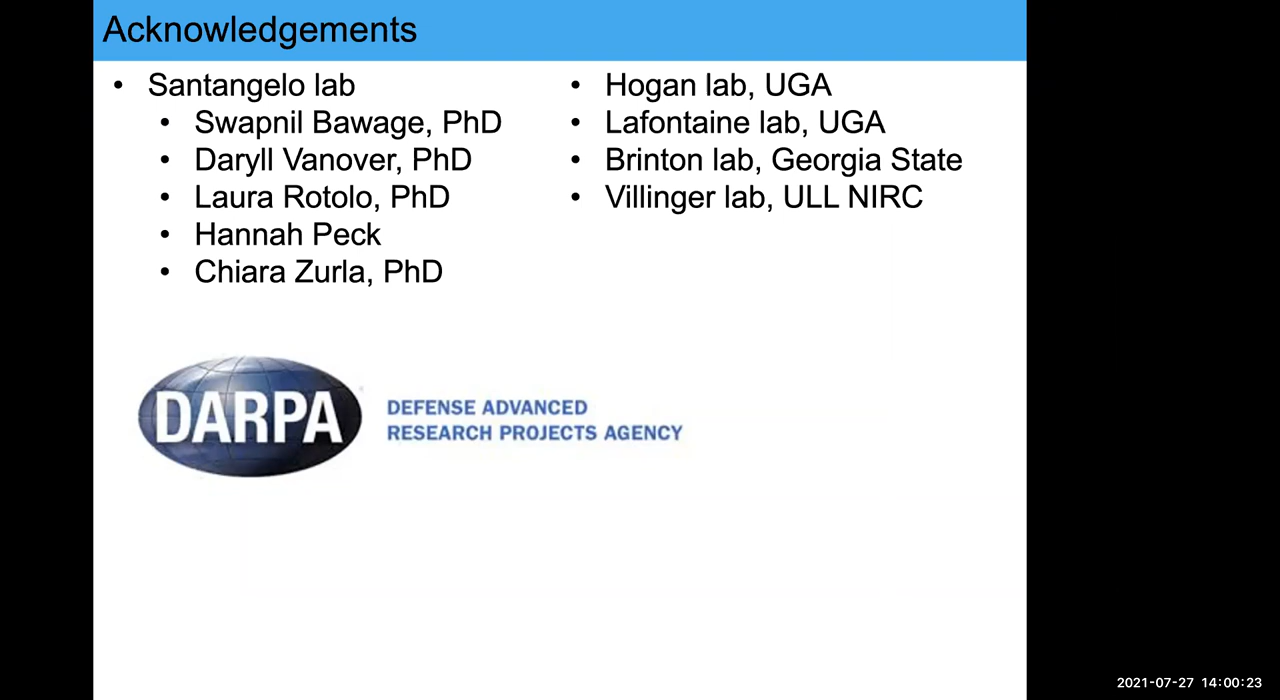 Acknowledgements
• Santangelo lab
• Swapnil Bawage, PhD
• Daryll Vanover, PhD
• Laura Rotolo, PhD
• Hannah Peck
• Chiara Zurla, PhD
• Hogan lab, UGA
• Lafontaine lab, UGA
• Brinton lab, Georgia State
• Villinger lab, ULL NIRC
DARPA
DEFENSE ADVANCED
RESEARCH PROJECTS AGENCY
2021-07-27 14:00:23